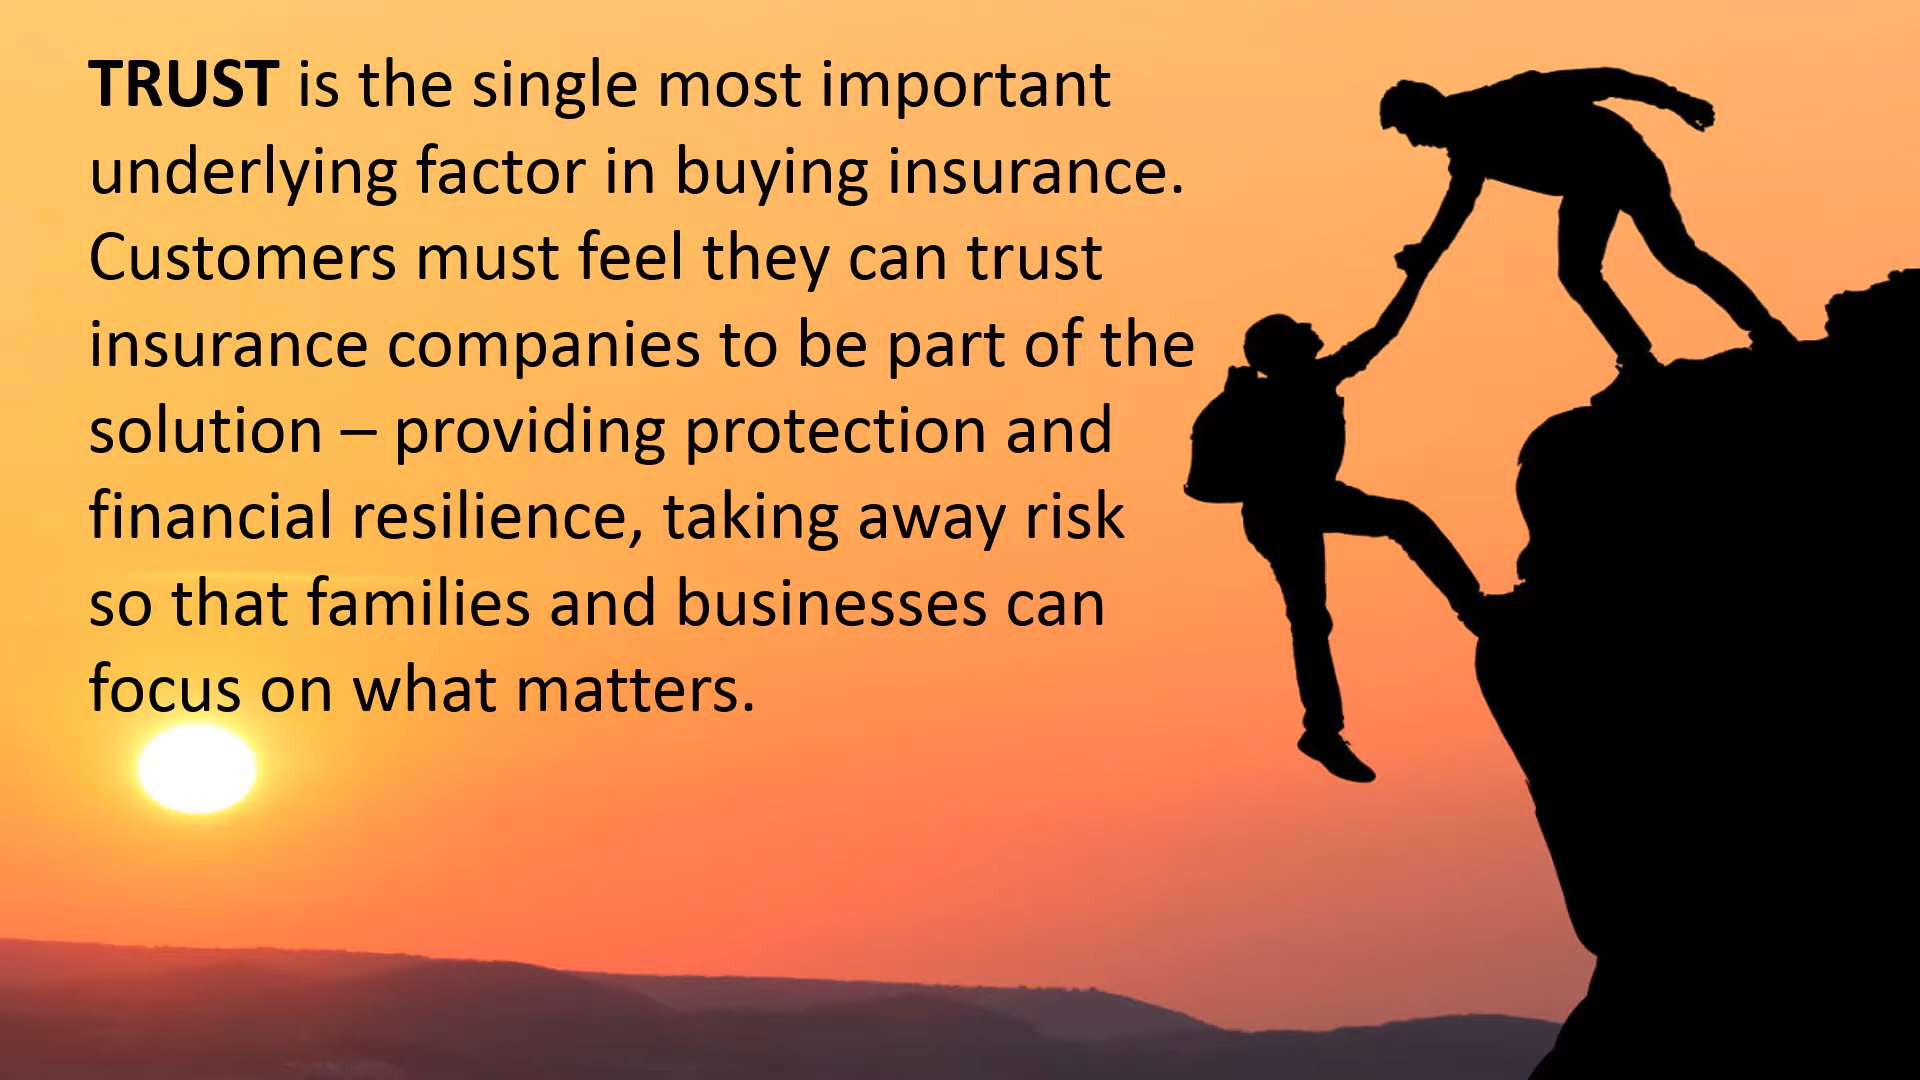 TRUST is the single most important
underlying factor in buying insurance.
Customers must feel they can trust
insurance companies to be part of the
solution – providing protection and
financial resilience, taking away risk
so that families and businesses can
focus on what matters.